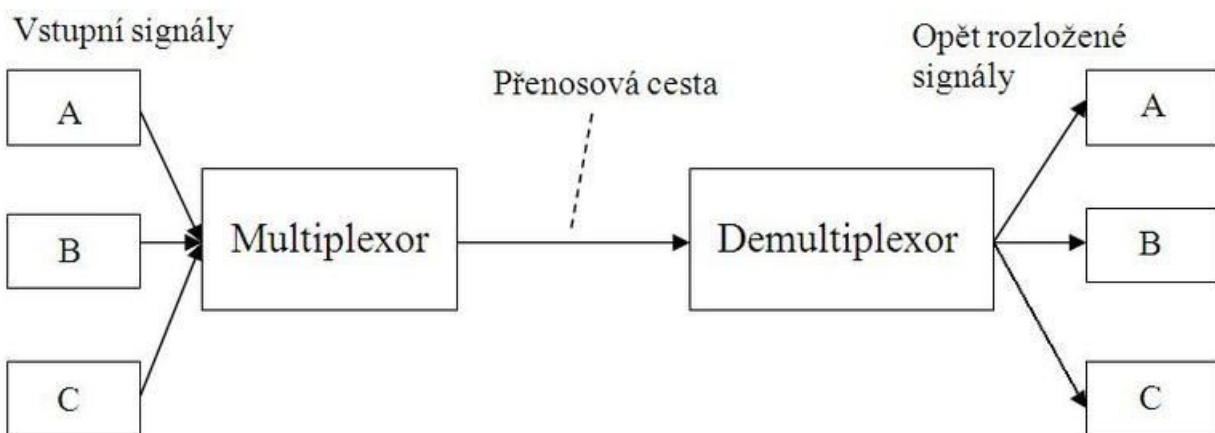 Vstupní signály
A
B
C
Multiplexor
Přenosová cesta
Demultiplexor
Opět rozložené
signály
A
B
C